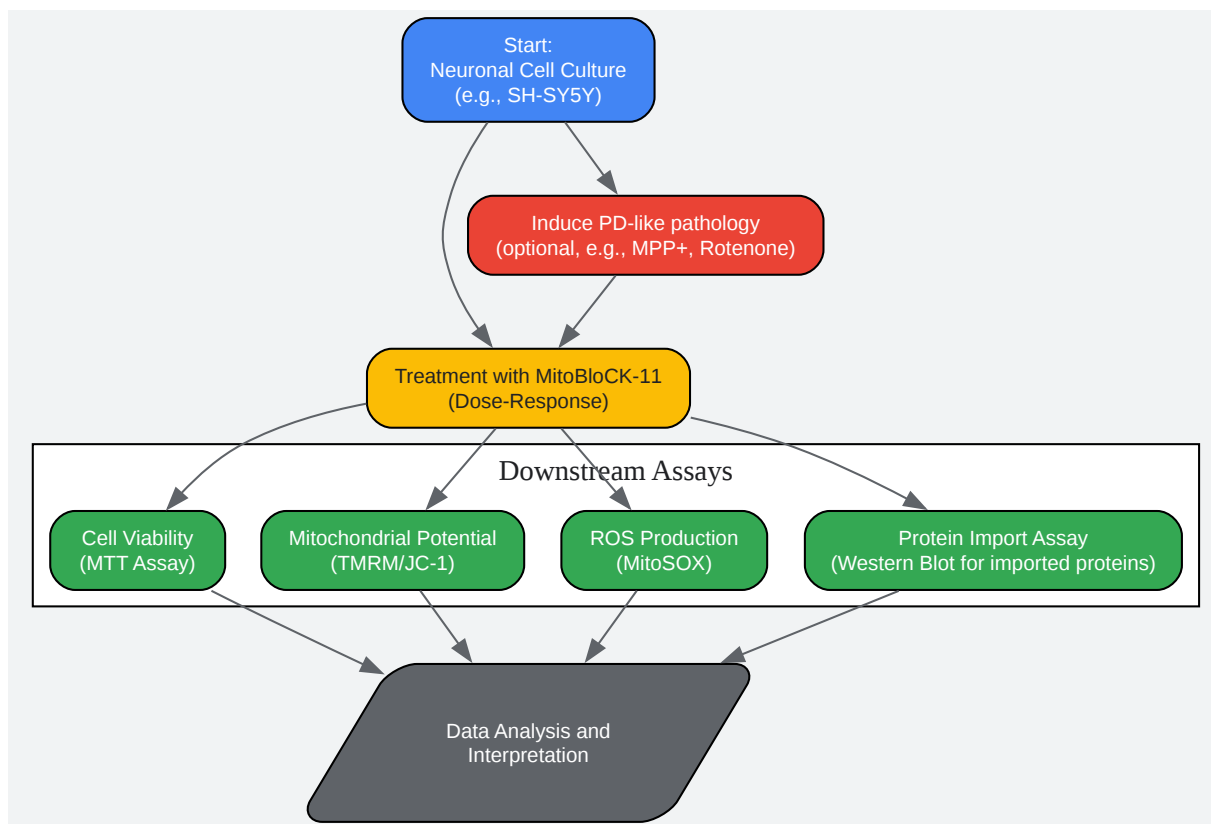 Start:
Neuronal Cell Culture
(e.g., SH-SY5Y)
Induce PD-like pathology
(optional, e.g., MPP+, Rotenone)
Treatment with MitoBloCK-11
(Dose-Response)
Downstream Assays
Cell Viability
(MTT Assay)
Mitochondrial Potential
(TMRM/JC-1)
ROS Production
(MitoSOX)
Protein Import Assay
(Western Blot for imported proteins)
Data Analysis and
Interpretation